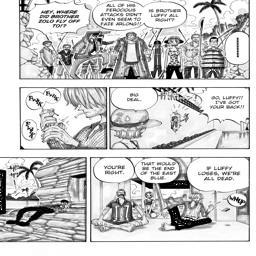 IS BROTHER
LUFFY ALL
RIGHT?
ALL OF HIS
FEROCIOUS
ATTACKS DIDN'T
EVEN SEEM TO
FAZE ARLONG!!
HEY, WHERE DID
BROTHER
ZOLO FLY OFF
TO!?
GO, LUFFY!!
I'VE GOT
YOUR BACK!!
BIG
DEAL.
IF LUFFY
LOSES, WE'RE
ALL DEAD.
THAT WOULD
BE THE END OF
THE EAST
BLUE.
YOU'RE
RIGHT.